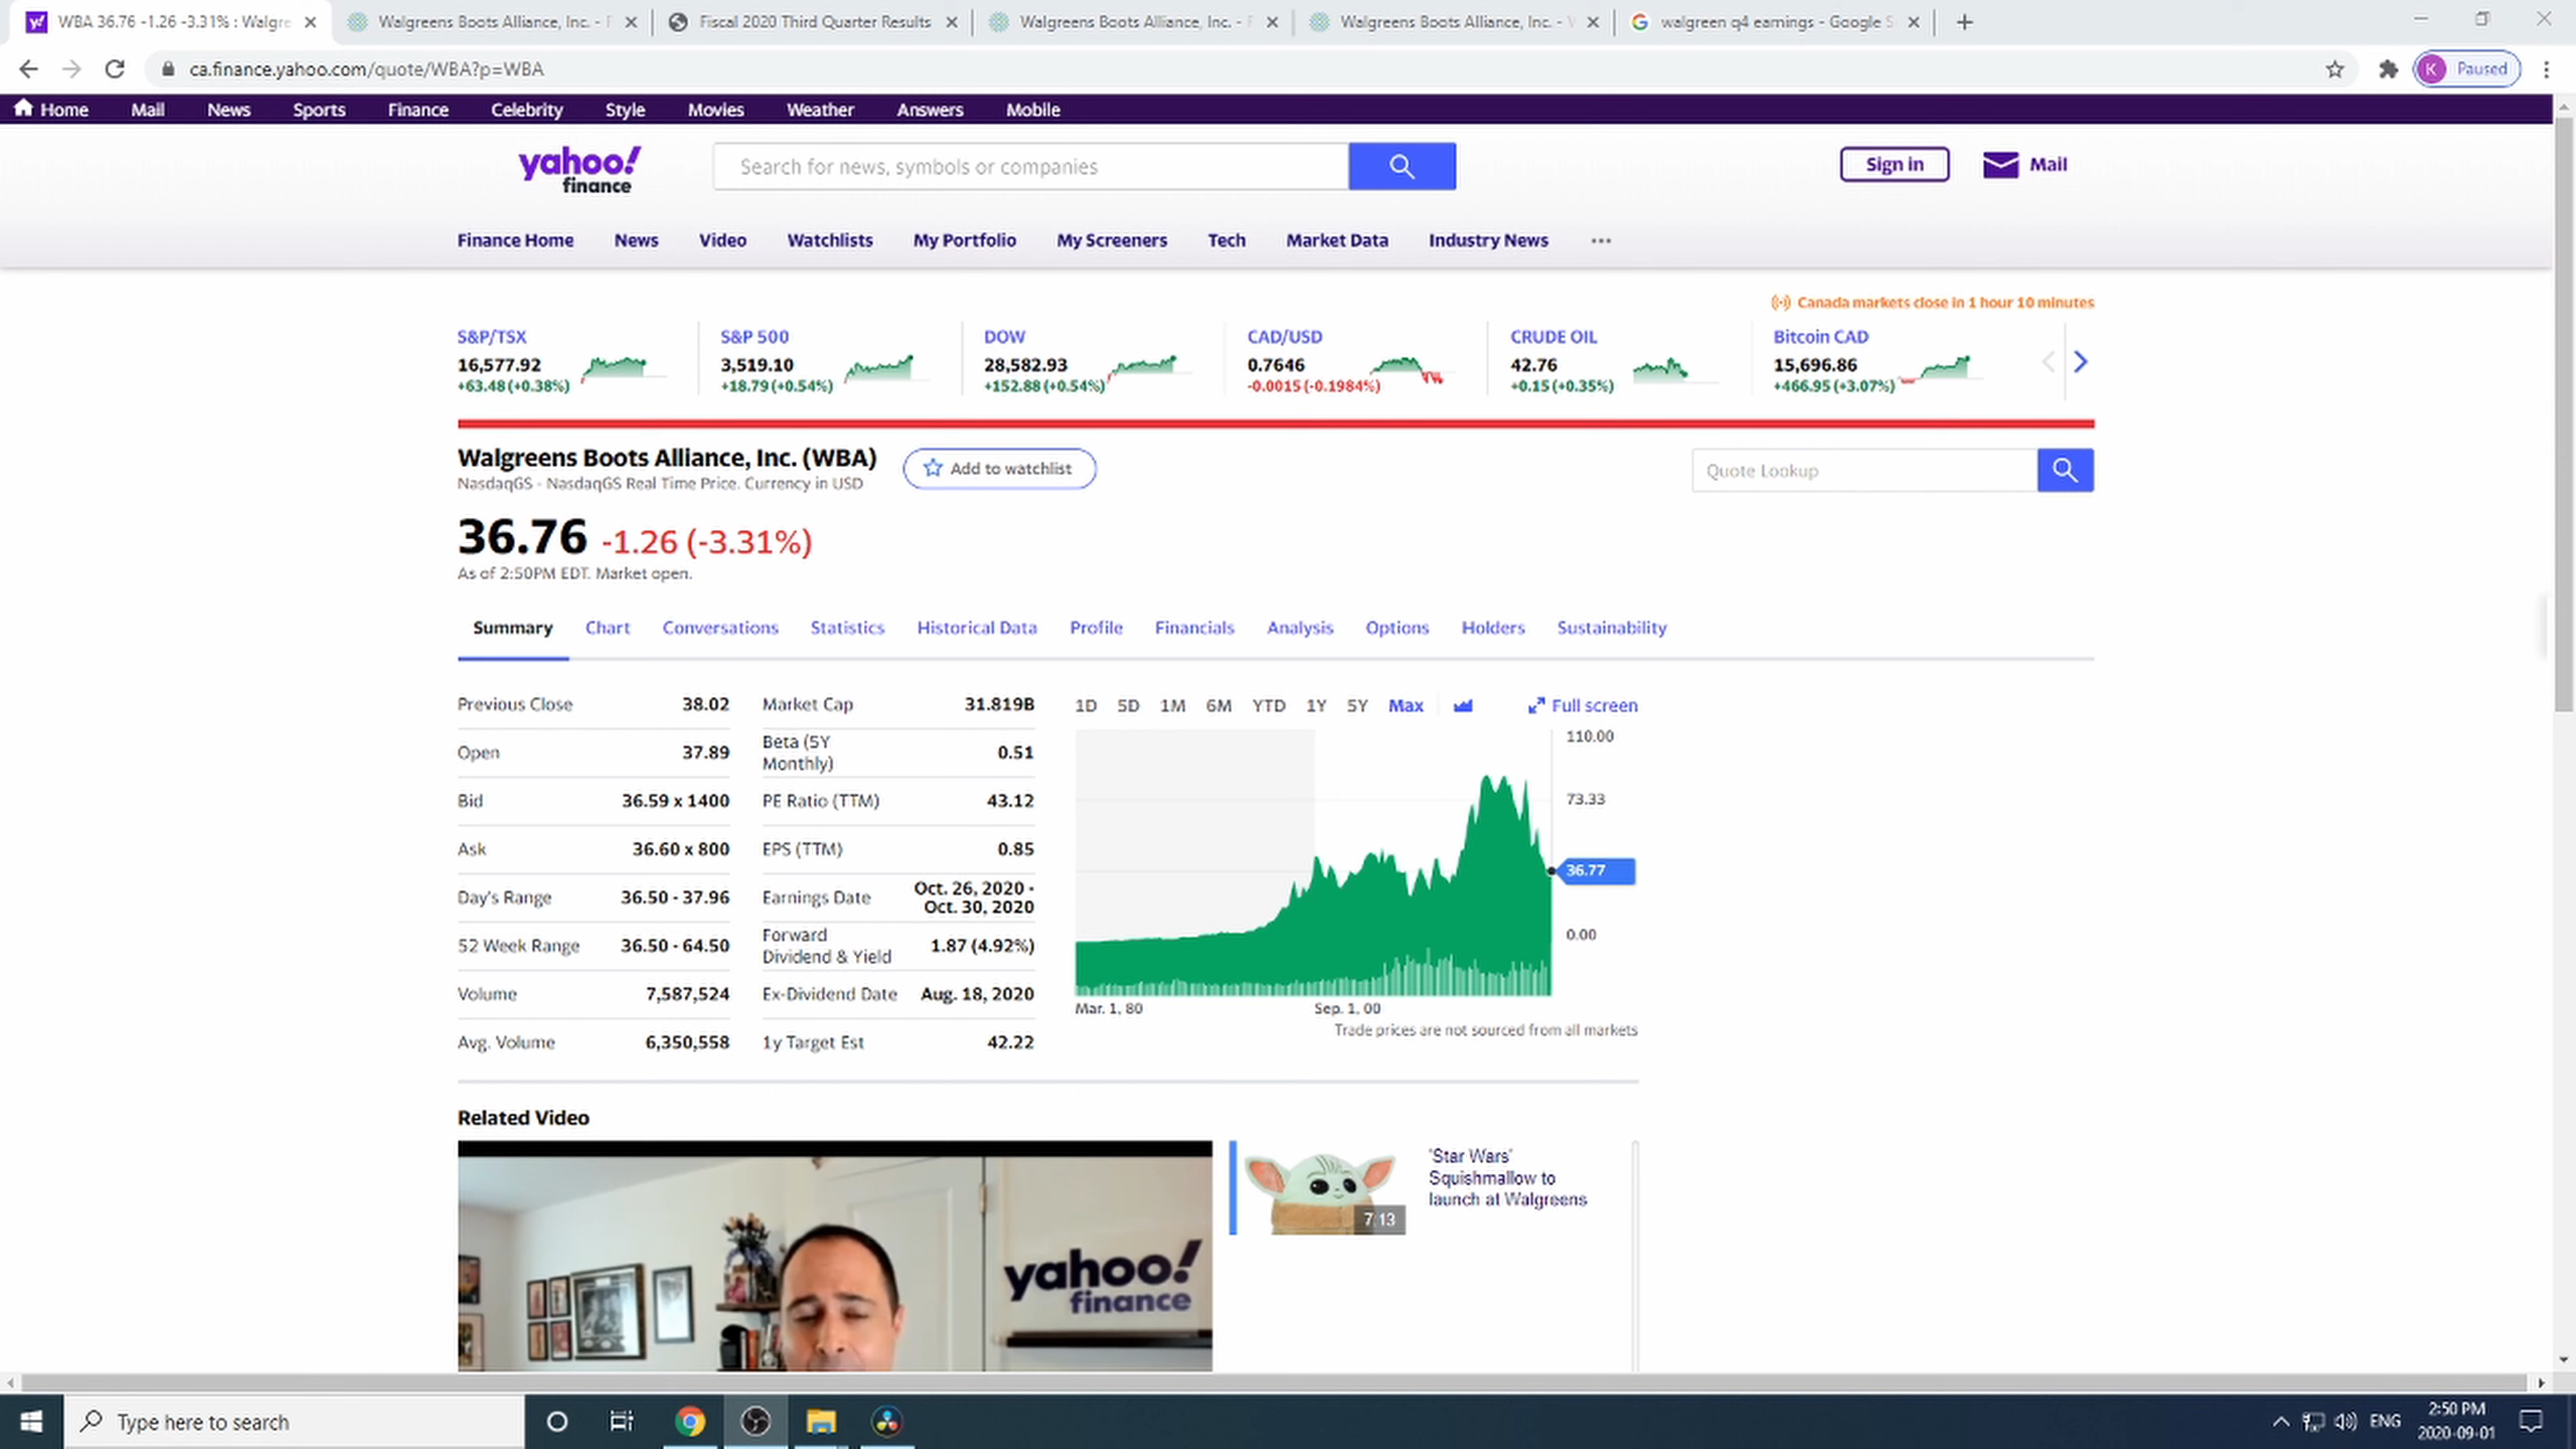 WBA 36.76 -1.26 -3.31% : Walgre
Walgreens Boots Alliance, Inc. - F
Fiscal 2020 Third Quarter Results
Walgreens Boots Alliance, Inc. - F
Walgreens Boots Alliance, Inc. - V
walgreen q4 earnings - Google S
ca.finance.yahoo.com/quote/WBA?p=WBA
K Paused
Home Mail News Sports Finance Celebrity Style Movies Weather Answers Mobile
yahoo! finance
Search for news, symbols or companies
Sign in
Mail
Finance Home News Video Watchlists My Portfolio My Screeners Tech Market Data Industry News ...
Canada markets close in 1 hour 10 minutes
S&P/TSX
16,577.92
+63.48 (+0.38%)
S&P 500
3,519.10
+18.79 (+0.54%)
DOW
28,582.93
+152.88 (+0.54%)
CAD/USD
0.7646
-0.0015 (-0.1984%)
CRUDE OIL
42.76
+0.15 (+0.35%)
Bitcoin CAD
15,696.86
+466.95 (+3.07%)
Walgreens Boots Alliance, Inc. (WBA)
NasdaqGS - NasdaqGS Real Time Price. Currency in USD
Add to watchlist
Quote Lookup
36.76 -1.26 (-3.31%)
As of 2:50PM EDT. Market open.
Summary Chart Conversations Statistics Historical Data Profile Financials Analysis Options Holders Sustainability
Previous Close 38.02
Open 37.89
Bid 36.59 x 1400
Ask 36.60 x 800
Day's Range 36.50 - 37.96
52 Week Range 36.50 - 64.50
Volume 7,587,524
Avg. Volume 6,350,558
Market Cap 31.819B
Beta (5Y
Monthly) 0.51
PE Ratio (TTM) 43.12
EPS (TTM) 0.85
Earnings Date Oct. 26, 2020 -
Oct. 30, 2020
Forward
Dividend & Yield 1.87 (4.92%)
Ex-Dividend Date Aug. 18, 2020
1y Target Est 42.22
1D 5D 1M 6M YTD 1Y 5Y Max Full screen
110.00
73.33
36.77
0.00
Mar. 1, 80 Sep. 1, 00
Trade prices are not sourced from all markets
Related Video
yahoo!
finance
7:13
'Star Wars'
Squishmallow to
launch at Walgreens
Type here to search
ENG
2:50 PM
2020-09-01